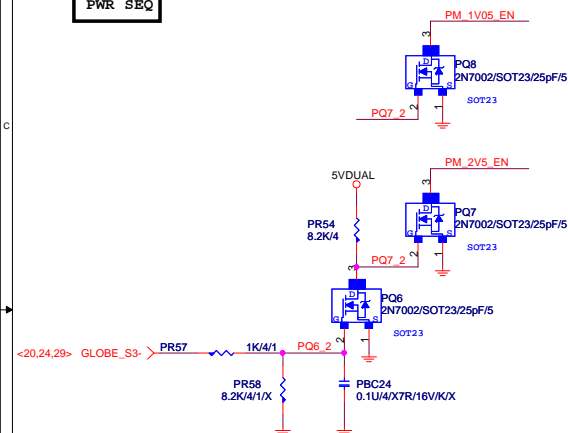 PWR SEQ
PM_1V05_EN
3
D
PQ8
2N7002/SOT23/25pF/5
G
S
SOT23
2
1
PQ7_2
C
PM_2V5_EN
5VDUAL
3
D
PQ7
2N7002/SOT23/25pF/5
PR54
8.2K/4
G
S
SOT23
2
1
PQ7_2
3
D
PQ6
2N7002/SOT23/25pF/5
G
S
SOT23
2
1
<20,24,29> GLOBE_S3- PR57 1K/4/1 PQ6_2
PR58
8.2K/4/1/X
PBC24
0.1U/4/X7R/16V/K/X